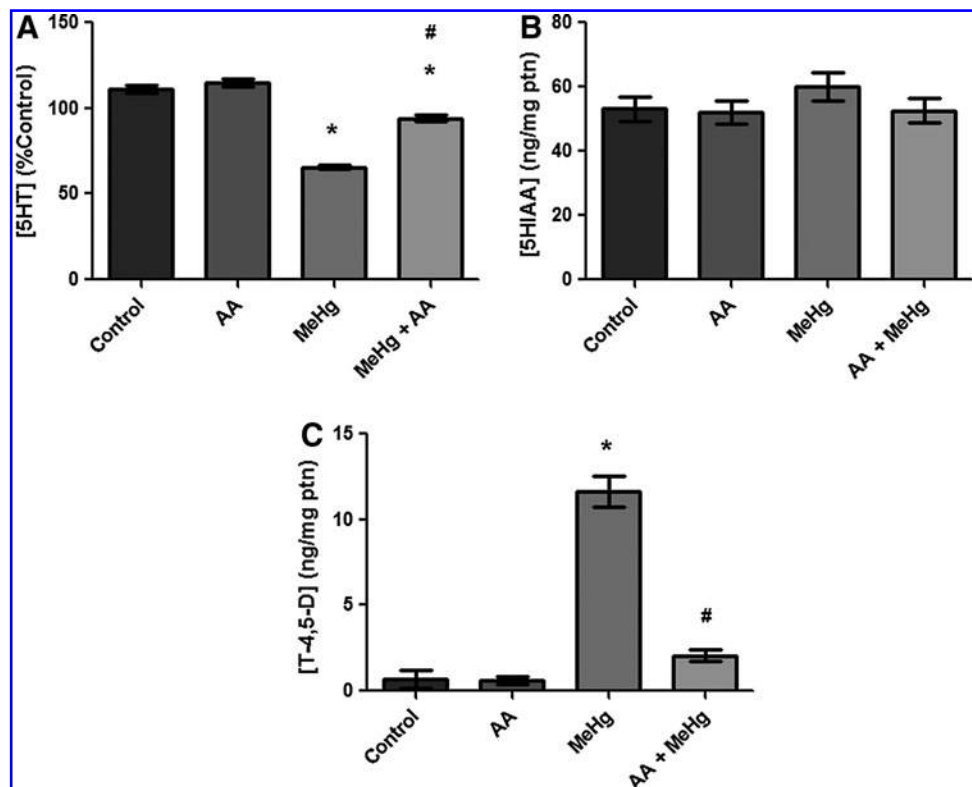 A
[5HT] (%Control)
150
100
50
0
*
#
*
Control
AA
MeHg
MeHg + AA
B
[5HIAA] (ng/mg ptn)
80
60
40
20
0
Control
AA
MeHg
AA + MeHg
C
[T-4,5-D] (ng/mg ptn)
15
10
5
0
*
#
Control
AA
MeHg
AA + MeHg